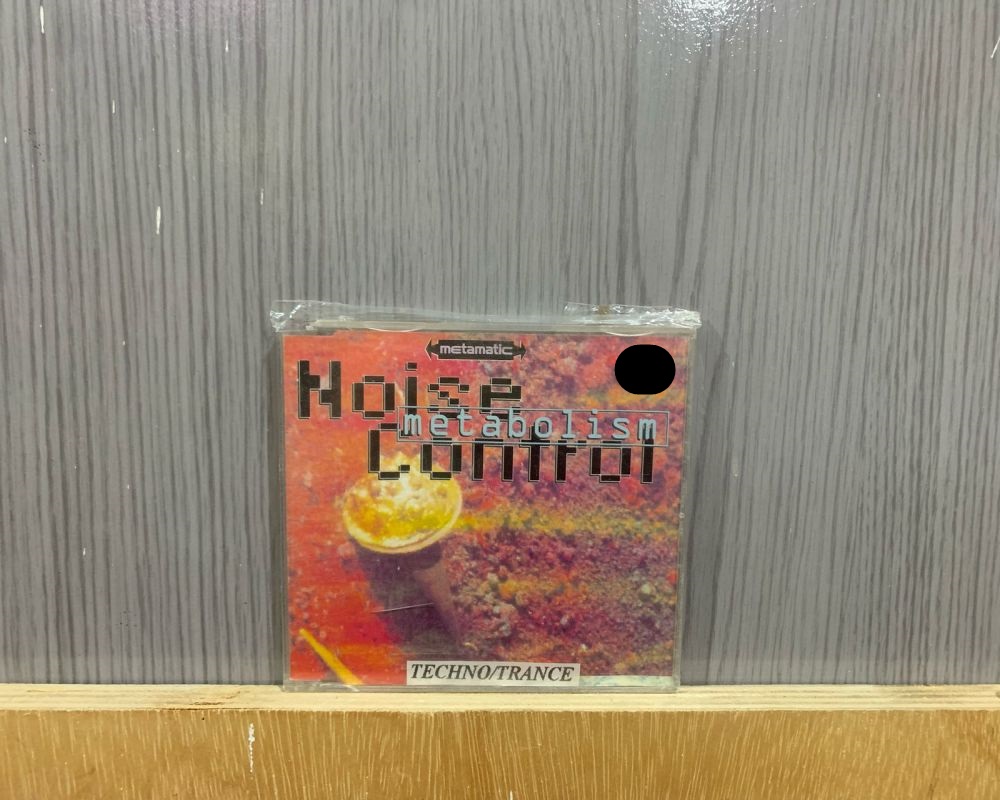 metamatic
Noise
metabolism
Control
TECHNO/TRANCE